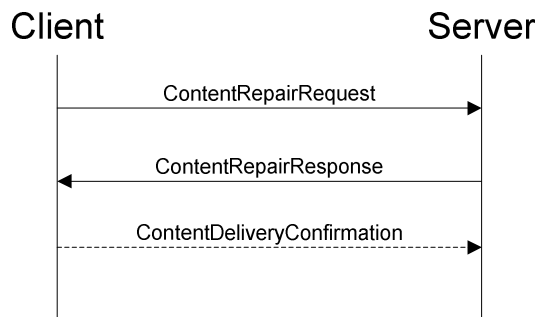 Client Server
ContentRepairRequest
ContentRepairResponse
ContentDeliveryConfirmation